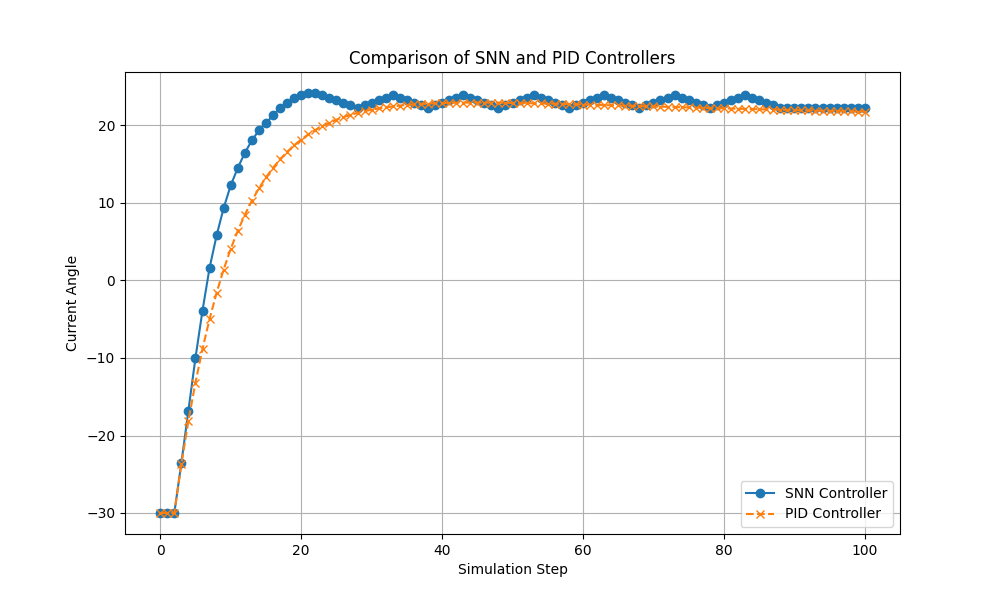 Comparison of SNN and PID Controllers
Current Angle
20
10
0
−10
−20
−30
0 20 40 60 80 100
Simulation Step
SNN Controller
PID Controller